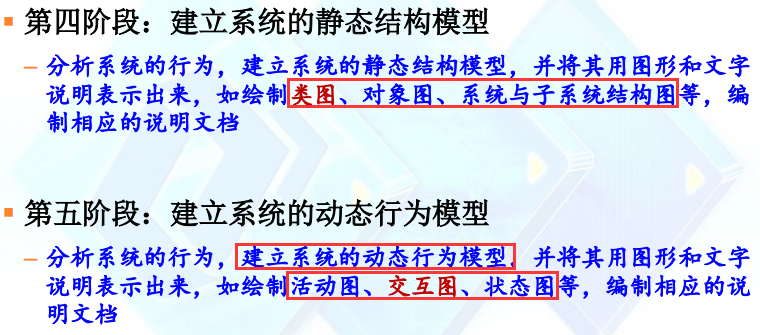 ▪ 第四阶段：建立系统的静态结构模型
– 分析系统的行为，建立系统的静态结构模型，并将其用图形和文字
说明表示出来，如绘制类图、对象图、系统与子系统结构图等，编
制相应的说明文档
▪ 第五阶段：建立系统的动态行为模型
– 分析系统的行为，建立系统的动态行为模型，并将其用图形和文字
说明表示出来，如绘制活动图、交互图、状态图等，编制相应的说
明文档